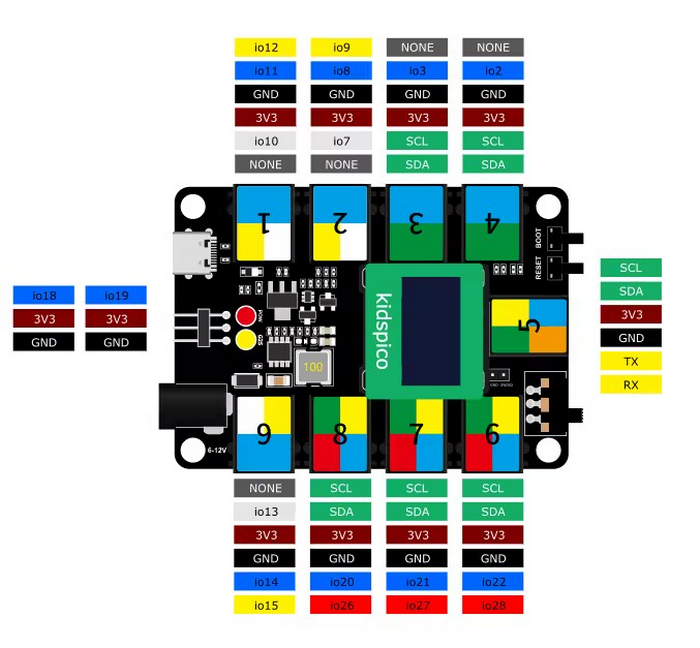 io12 io9 NONE NONE
io11 io8 io3 io2
GND GND GND GND
3V3 3V3 3V3 3V3
io10 io7 SCL SCL
NONE NONE SDA SDA
1 2 3 4
BOOT
RESET
SCL
SDA
3V3
GND
TX
RX
5
io18 io19
3V3 3V3
GND GND
kidspico
100
6-12V
6 8 7 6
NONE SCL SCL SCL
io13 SDA SDA SDA
3V3 3V3 3V3 3V3
GND GND GND GND
io14 io20 io21 io22
io15 io26 io27 io28